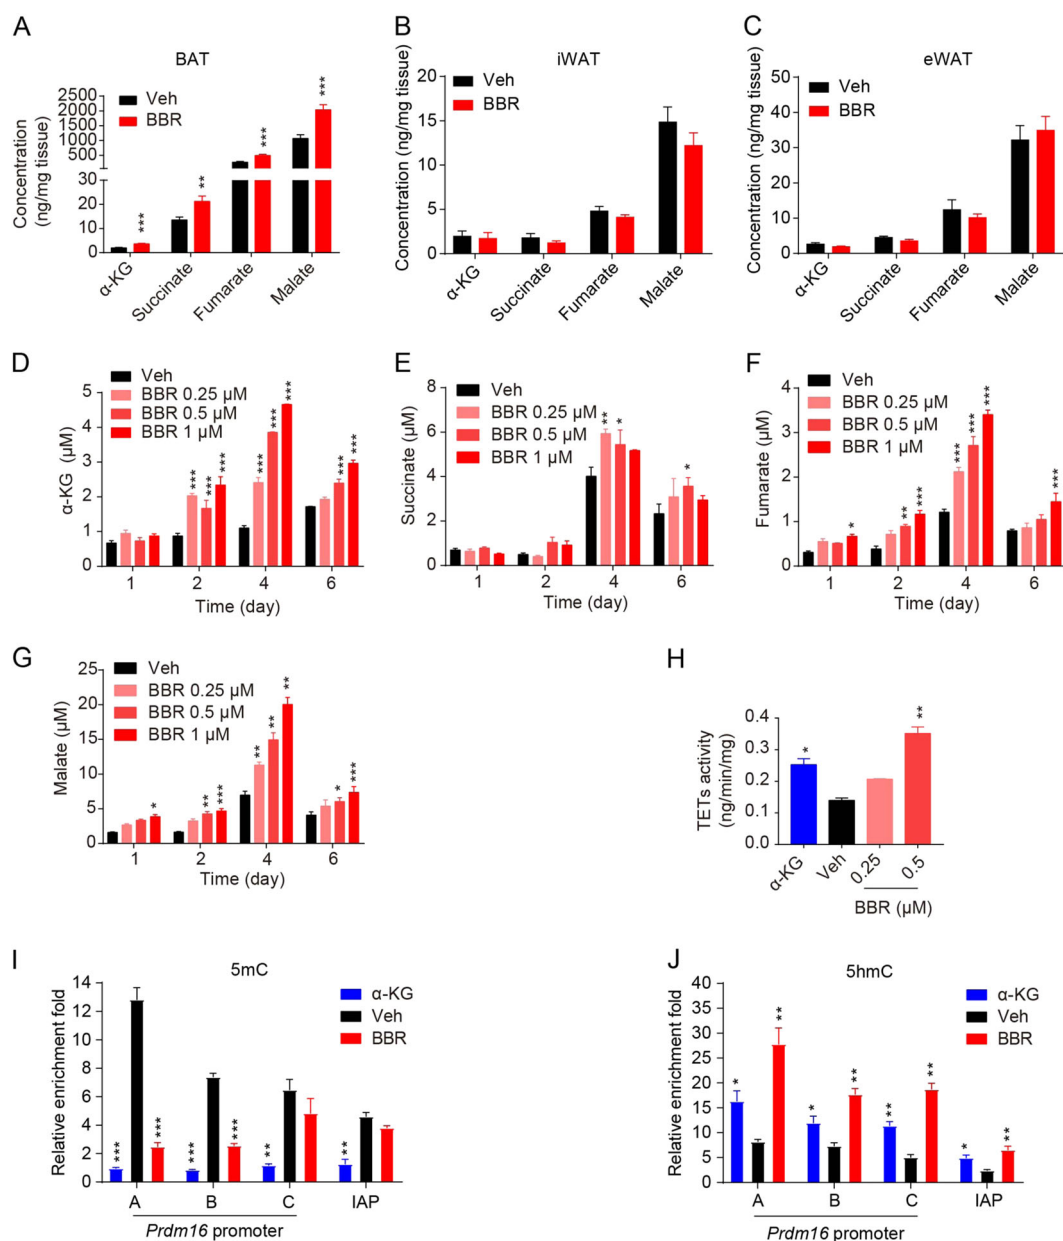 A
BAT
Veh
BBR
Concentration
(ng/mg tissue)
2500
2000
1500
1000
500
30
20
10
0
***
**
***
***
α-KG
Succinate
Fumarate
Malate
B
iWAT
Veh
BBR
Concentration (ng/mg tissue)
20
15
10
5
0
α-KG
Succinate
Fumarate
Malate
C
eWAT
Veh
BBR
Concentration (ng/mg tissue)
50
40
30
20
10
0
α-KG
Succinate
Fumarate
Malate
D
Veh
BBR 0.25 μM
BBR 0.5 μM
BBR 1 μM
α-KG (μM)
5
4
3
2
1
0
***
***
***
***
***
***
***
***
1
2
4
6
Time (day)
E
Veh
BBR 0.25 μM
BBR 0.5 μM
BBR 1 μM
Succinate (μM)
8
6
4
2
0
**
*
*
1
2
4
6
Time (day)
F
Veh
BBR 0.25 μM
BBR 0.5 μM
BBR 1 μM
Fumarate (μM)
4
3
2
1
0
*
**
***
***
***
***
***
1
2
4
6
Time (day)
G
Veh
BBR 0.25 μM
BBR 0.5 μM
BBR 1 μM
Malate (μM)
25
20
15
10
5
0
*
**
***
**
**
**
*
***
1
2
4
6
Time (day)
H
TETs activity
(ng/min/mg)
0.4
0.3
0.2
0.1
0.0
*
**
α-KG
Veh
0.25
0.5
BBR (μM)
I
5mC
α-KG
Veh
BBR
Relative enrichment fold
14
12
10
8
6
4
2
0
***
***
***
***
**
**
A
B
C
IAP
Prdm16 promoter
J
5hmC
α-KG
Veh
BBR
Relative enrichment fold
40
35
30
25
20
15
10
5
0
*
**
*
**
**
**
*
**
A
B
C
IAP
Prdm16 promoter